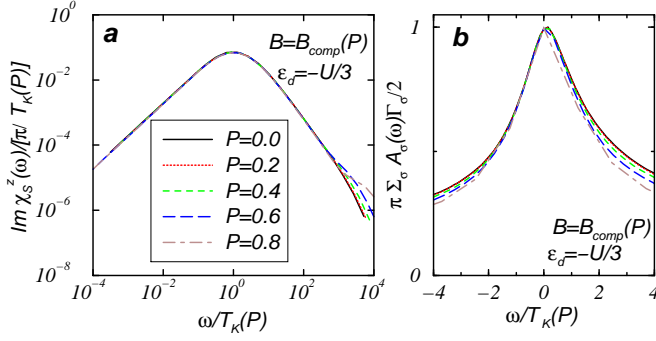 a
B=B_comp(P)
ε_d=−U/3
P=0.0
P=0.2
P=0.4
P=0.6
P=0.8
Im χ_S^z(ω)/[π/ T_K(P)]
10^0
10^−2
10^−4
10^−6
10^−8
10^−4
10^−2
10^0
10^2
10^4
ω/T_K(P)
b
B=B_comp(P)
ε_d=−U/3
π Σ_σ A_σ(ω)Γ_σ/2
1
0
−4
−2
0
2
4
ω/T_K(P)